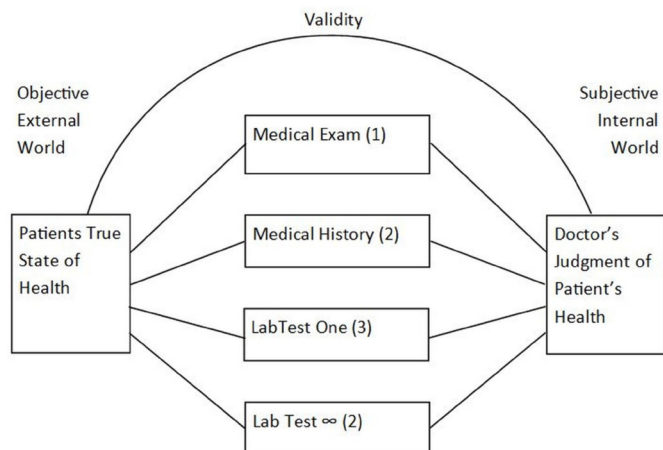 Validity
Objective
External
World
Subjective
Internal
World
Medical Exam (1)
Medical History (2)
LabTest One (3)
Lab Test ∞ (2)
Patients True
State of
Health
Doctor's
Judgment of
Patient's
Health